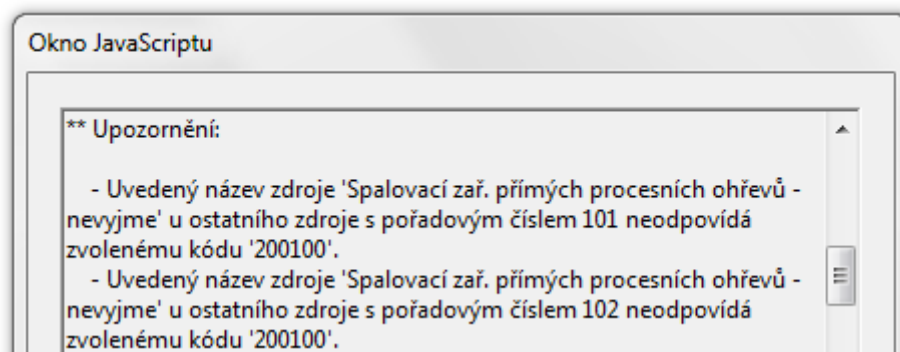 Okno JavaScriptu
** Upozornění:
- Uvedený název zdroje 'Spalovací zař. přímých procesních ohřevů -
nevyjme' u ostatního zdroje s pořadovým číslem 101 neodpovídá
zvolenému kódu '200100'.
- Uvedený název zdroje 'Spalovací zař. přímých procesních ohřevů -
nevyjme' u ostatního zdroje s pořadovým číslem 102 neodpovídá
zvolenému kódu '200100'.